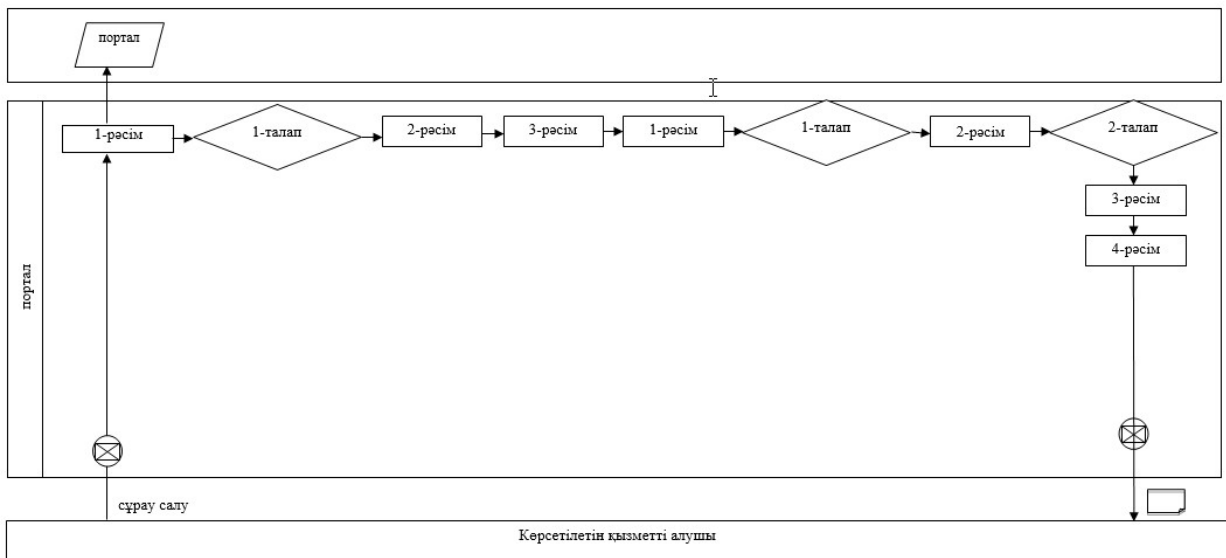 портал
1-рәсім
1-талап
2-рәсім
3-рәсім
1-рәсім
1-талап
2-рәсім
2-талап
3-рәсім
4-рәсім
портал
сұрау салу
Көрсетілетін қызметті алушы